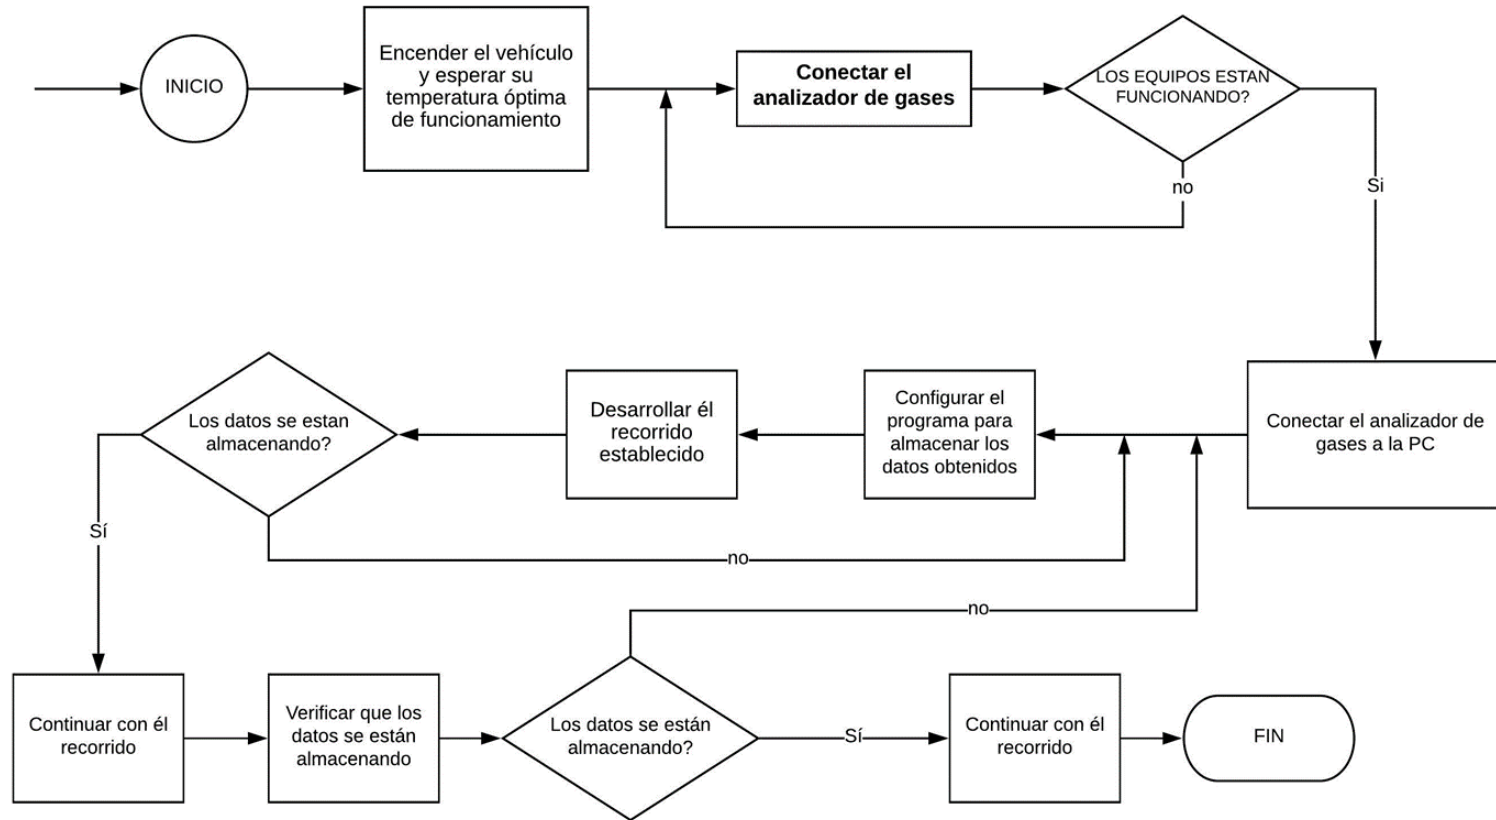 INICIO
Encender el vehículo
y esperar su
temperatura óptima
de funcionamiento
Conectar el
analizador de gases
LOS EQUIPOS ESTAN
FUNCIONANDO?
no
Si
Los datos se estan
almacenando?
Desarrollar él
recorrido
establecido
Configurar el
programa para
almacenar los
datos obtenidos
Conectar el analizador de
gases a la PC
Sí
no
no
Continuar con él
recorrido
Verificar que los
datos se están
almacenando
Los datos se están
almacenando?
Sí
Continuar con él
recorrido
FIN